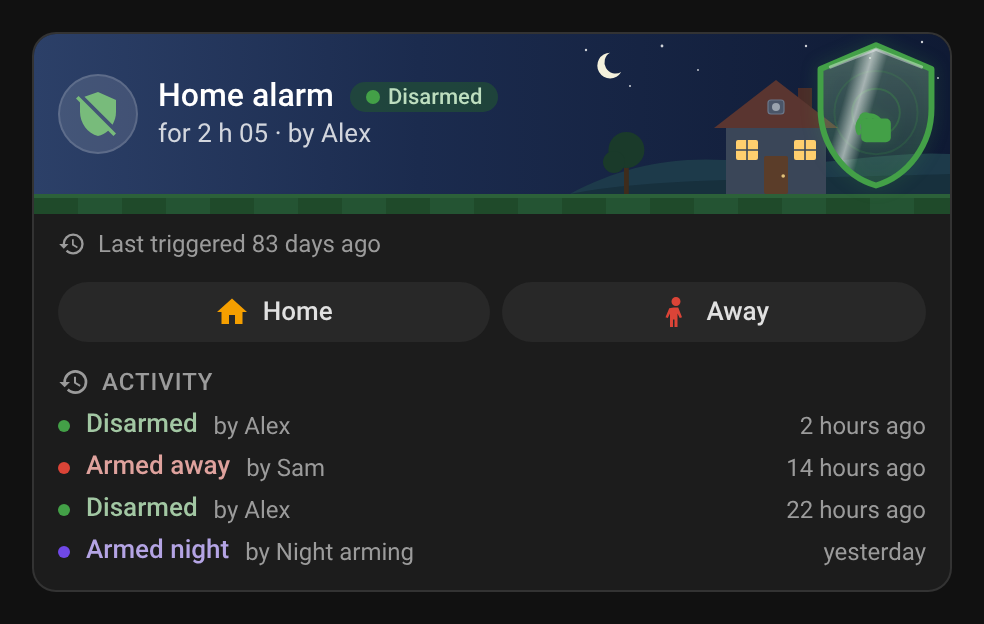 Home alarm Disarmed
for 2 h 05 · by Alex
Last triggered 83 days ago
Home Away
ACTIVITY
Disarmed by Alex 2 hours ago
Armed away by Sam 14 hours ago
Disarmed by Alex 22 hours ago
Armed night by Night arming yesterday